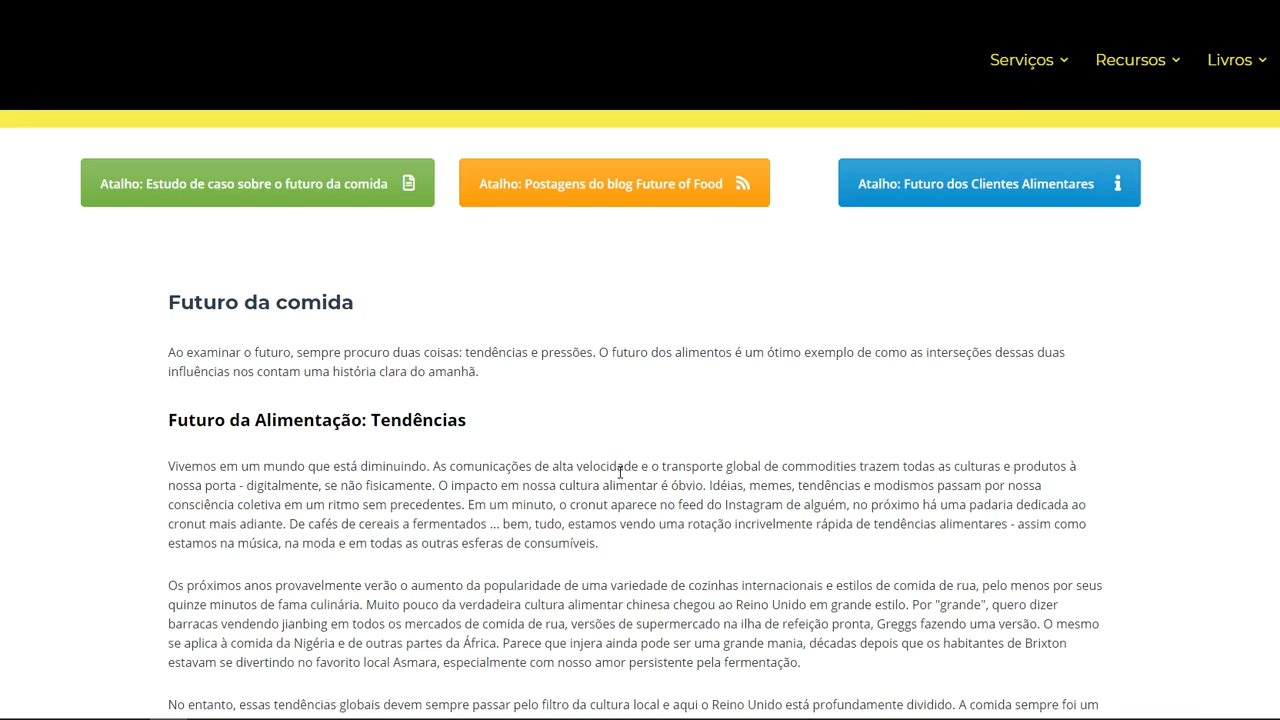 Serviços Recursos Livros
Atalho: Estudo de caso sobre o futuro da comida Atalho: Postagens do blog Future of Food Atalho: Futuro dos Clientes Alimentares
Futuro da comida
Ao examinar o futuro, sempre procuro duas coisas: tendências e pressões. O futuro dos alimentos é um ótimo exemplo de como as interseções dessas duas
influências nos contam uma história clara do amanhã.
Futuro da Alimentação: Tendências
Vivemos em um mundo que está diminuindo. As comunicações de alta velocidade e o transporte global de commodities trazem todas as culturas e produtos à
nossa porta - digitalmente, se não fisicamente. O impacto em nossa cultura alimentar é óbvio. Idéias, memes, tendências e modismos passam por nossa
consciência coletiva em um ritmo sem precedentes. Em um minuto, o cronut aparece no feed do Instagram de alguém, no próximo há uma padaria dedicada ao
cronut mais adiante. De cafés de cereais a fermentados ... bem, tudo, estamos vendo uma rotação incrivelmente rápida de tendências alimentares - assim como
estamos na música, na moda e em todas as outras esferas de consumíveis.
Os próximos anos provavelmente verão o aumento da popularidade de uma variedade de cozinhas internacionais e estilos de comida de rua, pelo menos por seus
quinze minutos de fama culinária. Muito pouco da verdadeira cultura alimentar chinesa chegou ao Reino Unido em grande estilo. Por "grande", quero dizer
barracas vendendo jianbing em todos os mercados de comida de rua, versões de supermercado na ilha de refeição pronta, Greggs fazendo uma versão. O mesmo
se aplica à comida da Nigéria e de outras partes da África. Parece que injera ainda pode ser uma grande mania, décadas depois que os habitantes de Brixton
estavam se divertindo no favorito local Asmara, especialmente com nosso amor persistente pela fermentação.
No entanto, essas tendências globais devem sempre passar pelo filtro da cultura local e aqui o Reino Unido está profundamente dividido. A comida sempre foi um